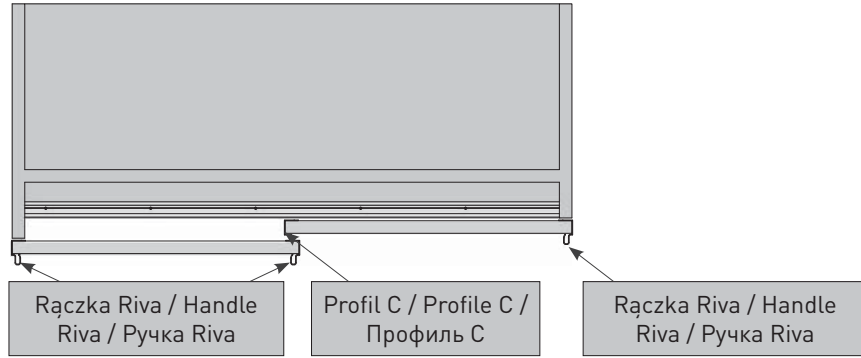 Rączka Riva / Handle
Riva / Ручка Riva
Profil C / Profile C /
Профиль C
Rączka Riva / Handle
Riva / Ручка Riva